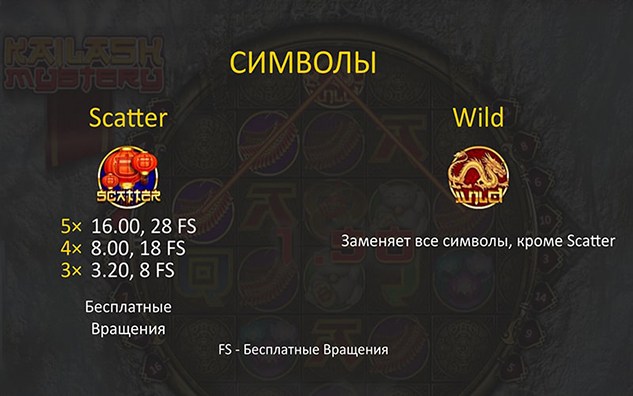 KAILASH
MYSTERY
СИМВОЛЫ
Scatter
Wild
SCATTER
WILD
5× 16.00, 28 FS
4× 8.00, 18 FS
3× 3.20, 8 FS
Заменяет все символы, кроме Scatter
Бесплатные
Вращения
FS - Бесплатные Вращения